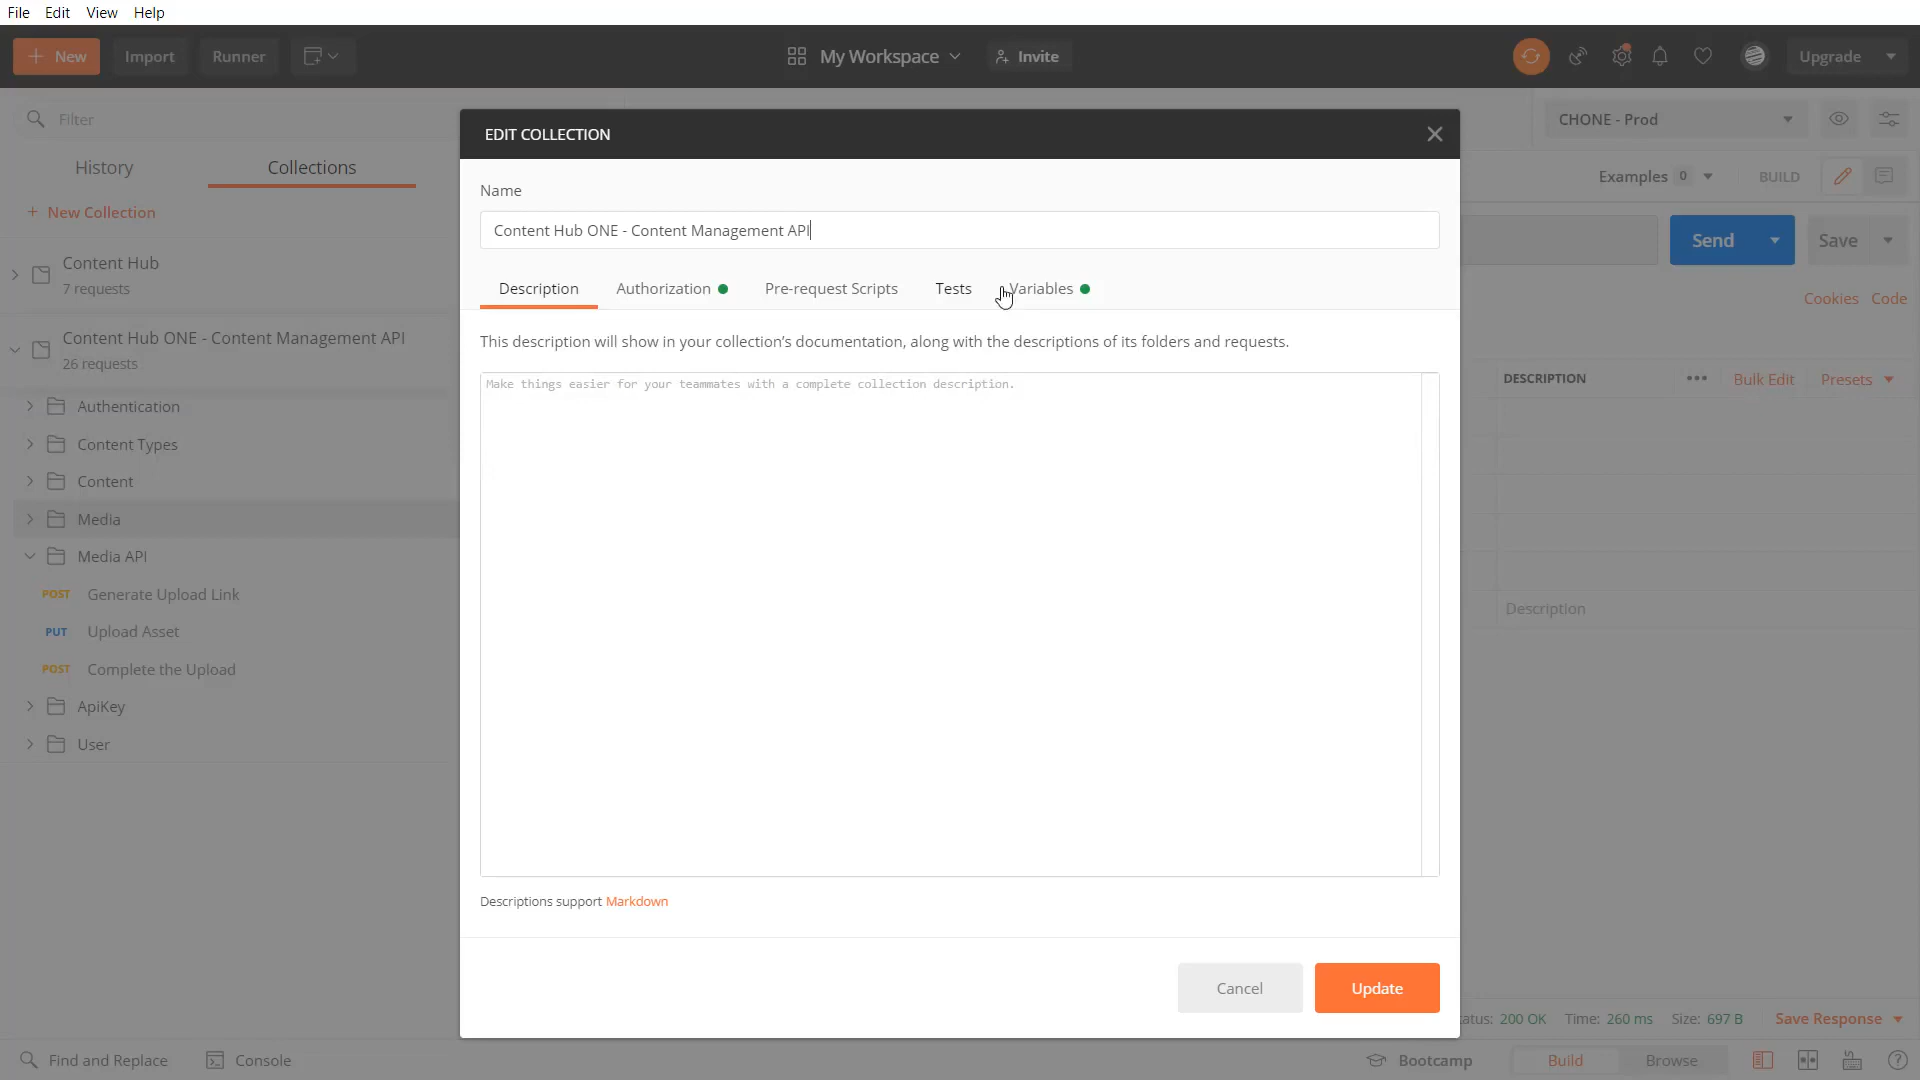 File Edit View Help
New Import Runner My Workspace Invite Upgrade
Filter
CHONE - Prod
EDIT COLLECTION
History Collections
Examples 0 BUILD
Name
+ New Collection
Content Hub ONE - Content Management API
Send Save
Content Hub
7 requests
Description Authorization Pre-request Scripts Tests Variables
Cookies Code
Content Hub ONE - Content Management API
26 requests
This description will show in your collection's documentation, along with the descriptions of its folders and requests.
DESCRIPTION ••• Bulk Edit Presets
Make things easier for your teammates with a complete collection description.
Authentication
Content Types
Content
Media
Media API
POST Generate Upload Link
Description
PUT Upload Asset
POST Complete the Upload
ApiKey
User
Descriptions support Markdown
Cancel Update
atus: 200 OK Time: 260 ms Size: 697 B Save Response
Find and Replace Console Bootcamp Build Browse